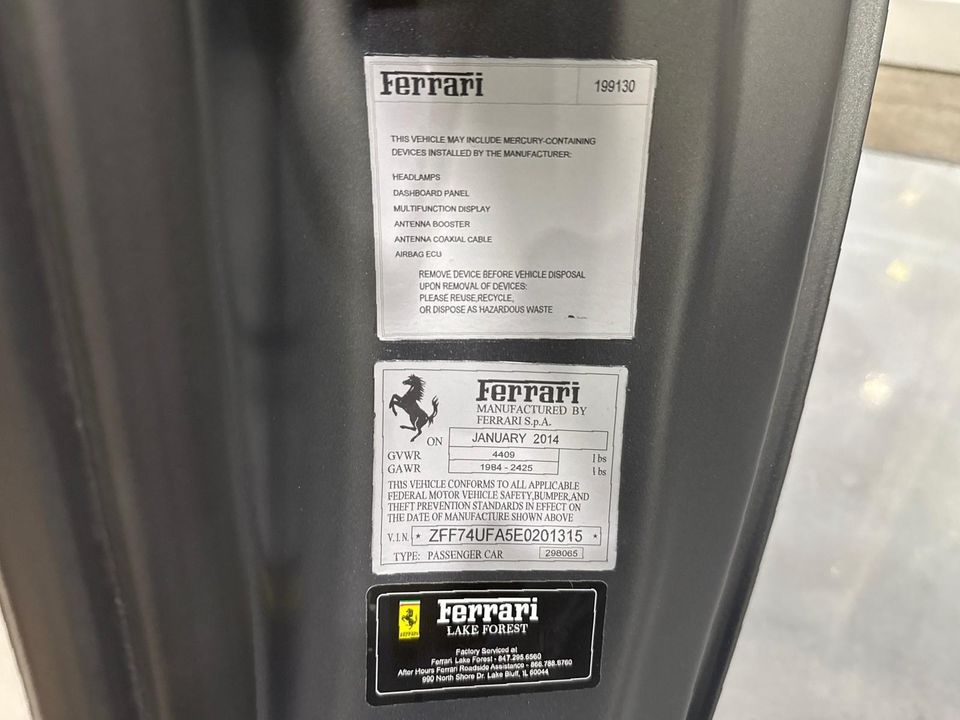 Ferrari 199130
THIS VEHICLE MAY INCLUDE MERCURY-CONTAINING
DEVICES INSTALLED BY THE MANUFACTURER:
HEADLAMPS
DASHBOARD PANEL
MULTIFUNCTION DISPLAY
ANTENNA BOOSTER
ANTENNA COAXIAL CABLE
AIRBAG ECU
REMOVE DEVICE BEFORE VEHICLE DISPOSAL
UPON REMOVAL OF DEVICES:
PLEASE REUSE,RECYCLE,
OR DISPOSE AS HAZARDOUS WASTE
Ferrari
MANUFACTURED BY
FERRARI S.p.A.
ON JANUARY 2014
GVWR 4409 lbs
GAWR 1984 - 2425 lbs
THIS VEHICLE CONFORMS TO ALL APPLICABLE
FEDERAL MOTOR VEHICLE SAFETY,BUMPER,AND
THEFT PREVENTION STANDARDS IN EFFECT ON
THE DATE OF MANUFACTURE SHOWN ABOVE
V.I.N. * ZFF74UFA5E0201315 *
TYPE: PASSENGER CAR 298065
Ferrari
LAKE FOREST
Factory Serviced at
Ferrari Lake Forest - 847.295.6560
After Hours Ferrari Roadside Assistance - 866.788.6760
990 North Shore Dr. Lake Bluff, IL 60044